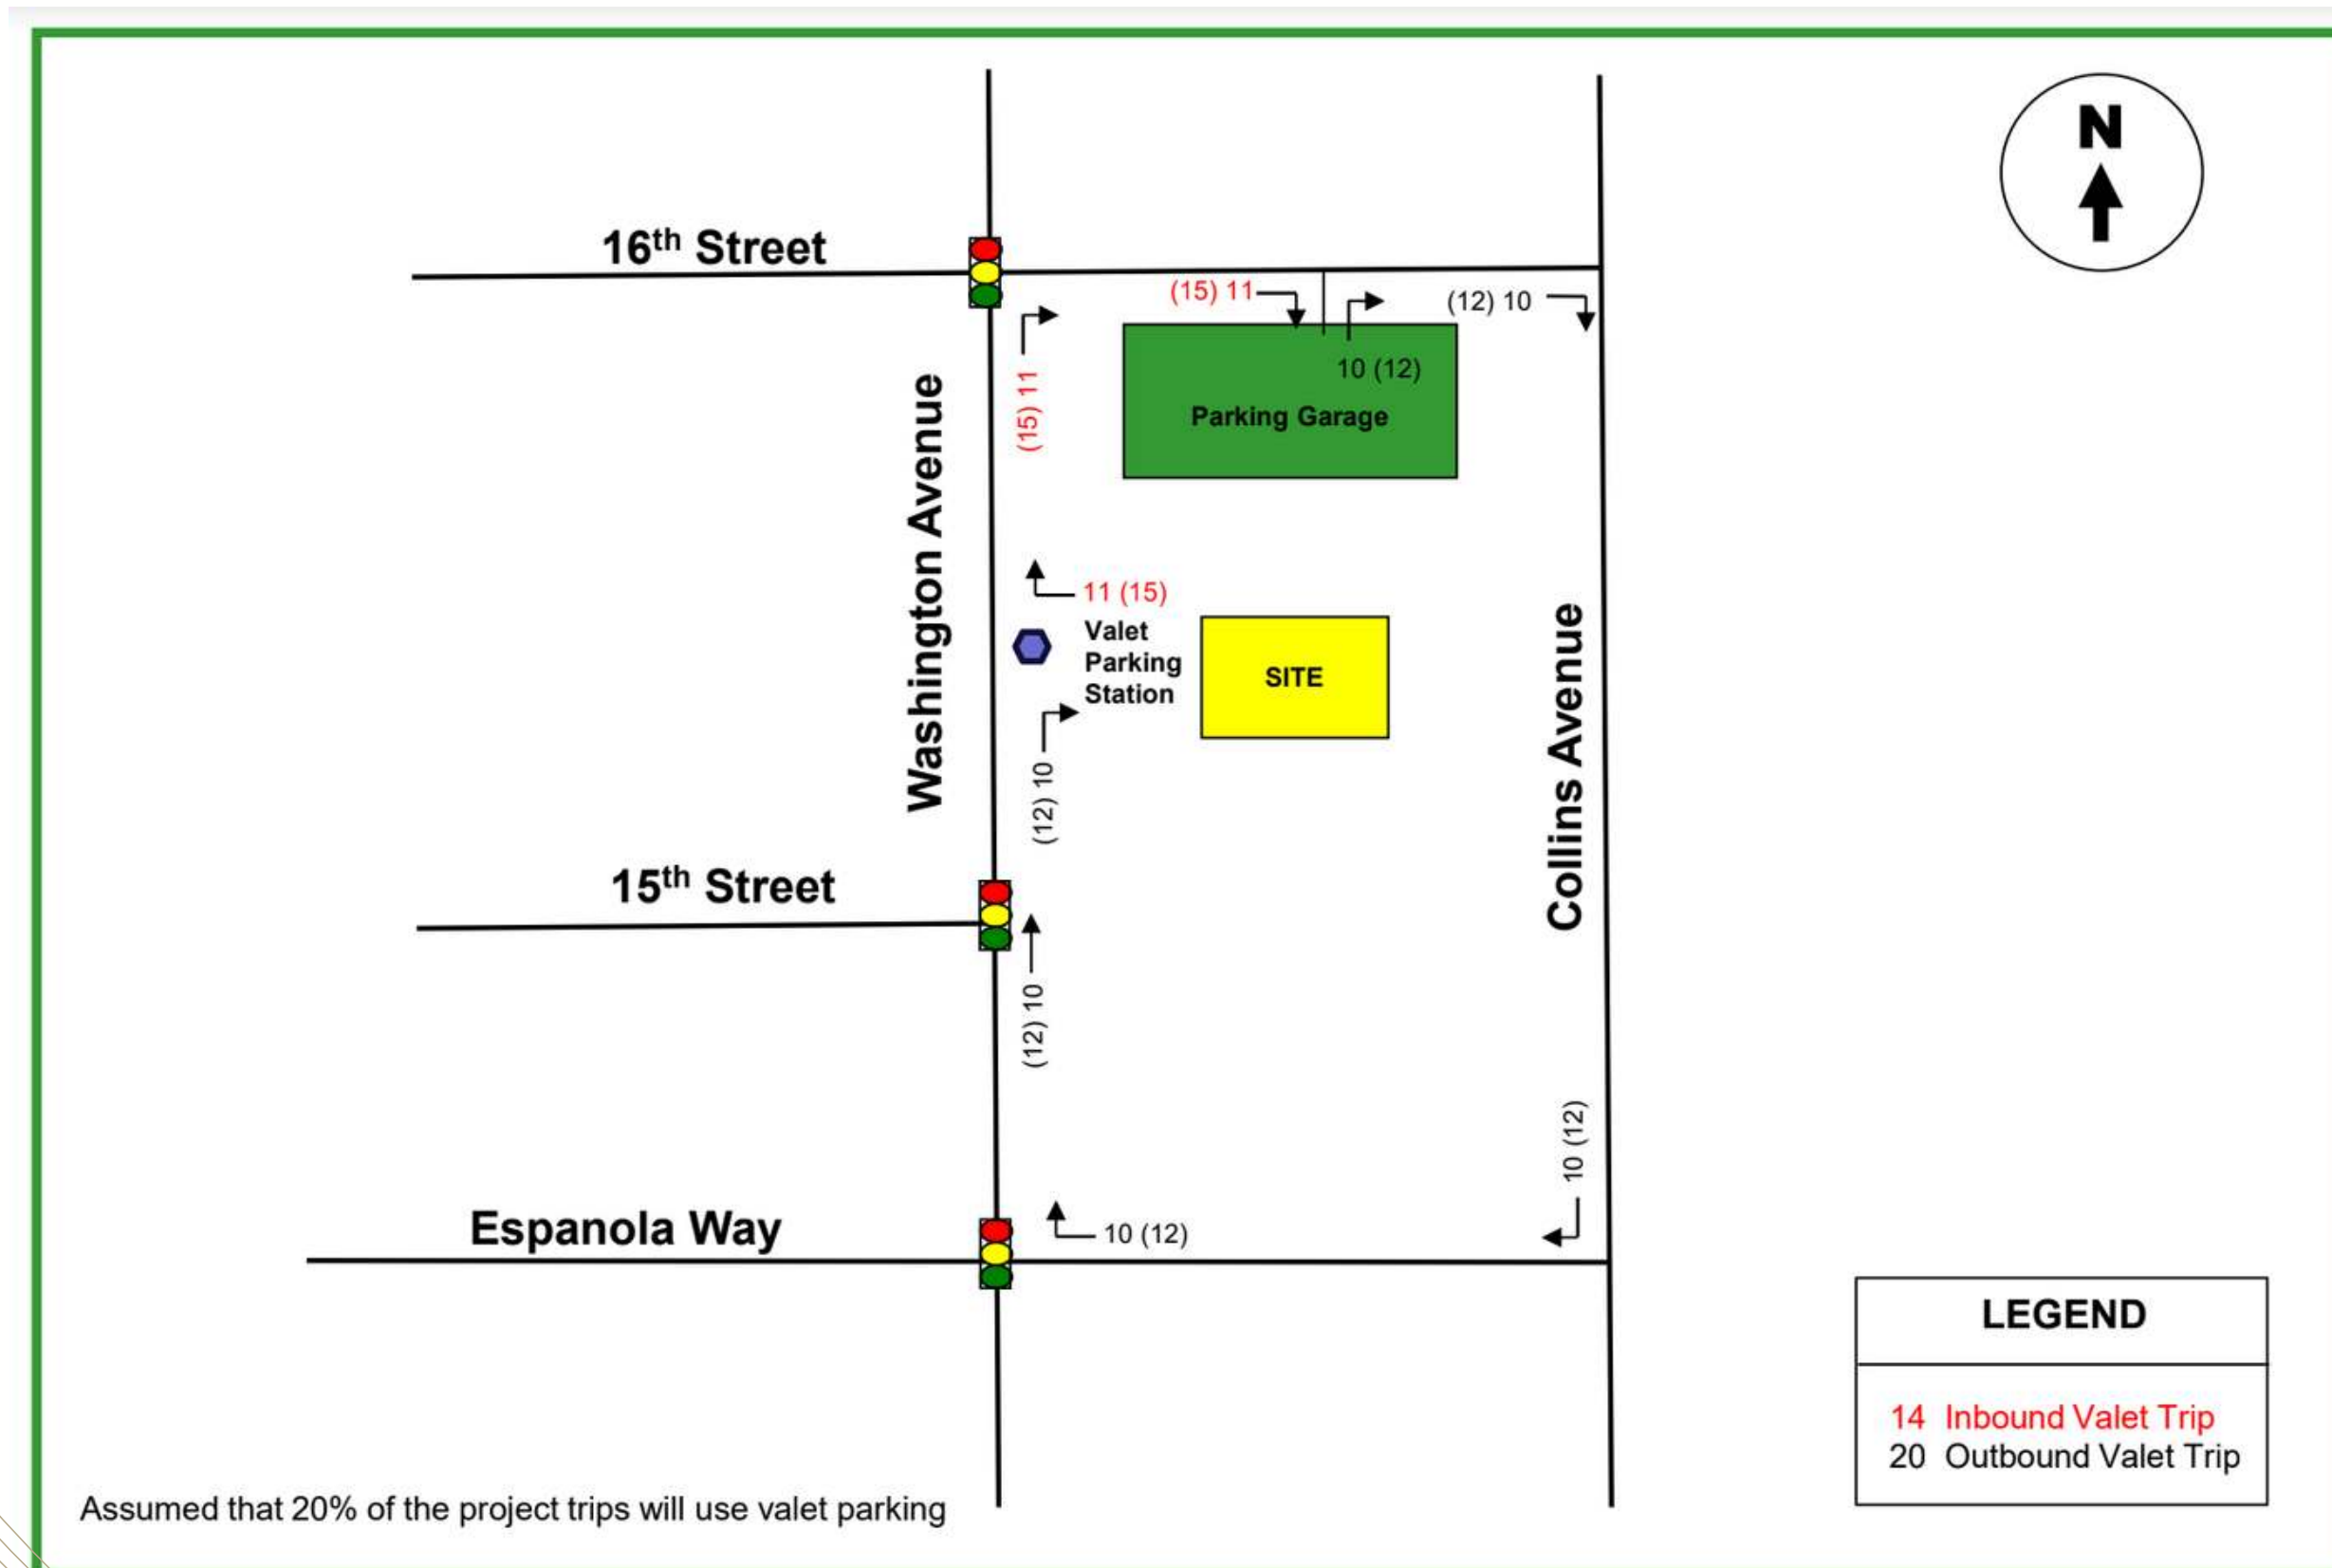 N
16th Street
(15) 11
(12) 10
10 (12)
Parking Garage
(15) 11
Washington Avenue
11 (15)
Valet
Parking
Station
SITE
(12) 10
Collins Avenue
15th Street
(12) 10
10 (12)
Espanola Way
10 (12)
LEGEND
14 Inbound Valet Trip
20 Outbound Valet Trip
Assumed that 20% of the project trips will use valet parking